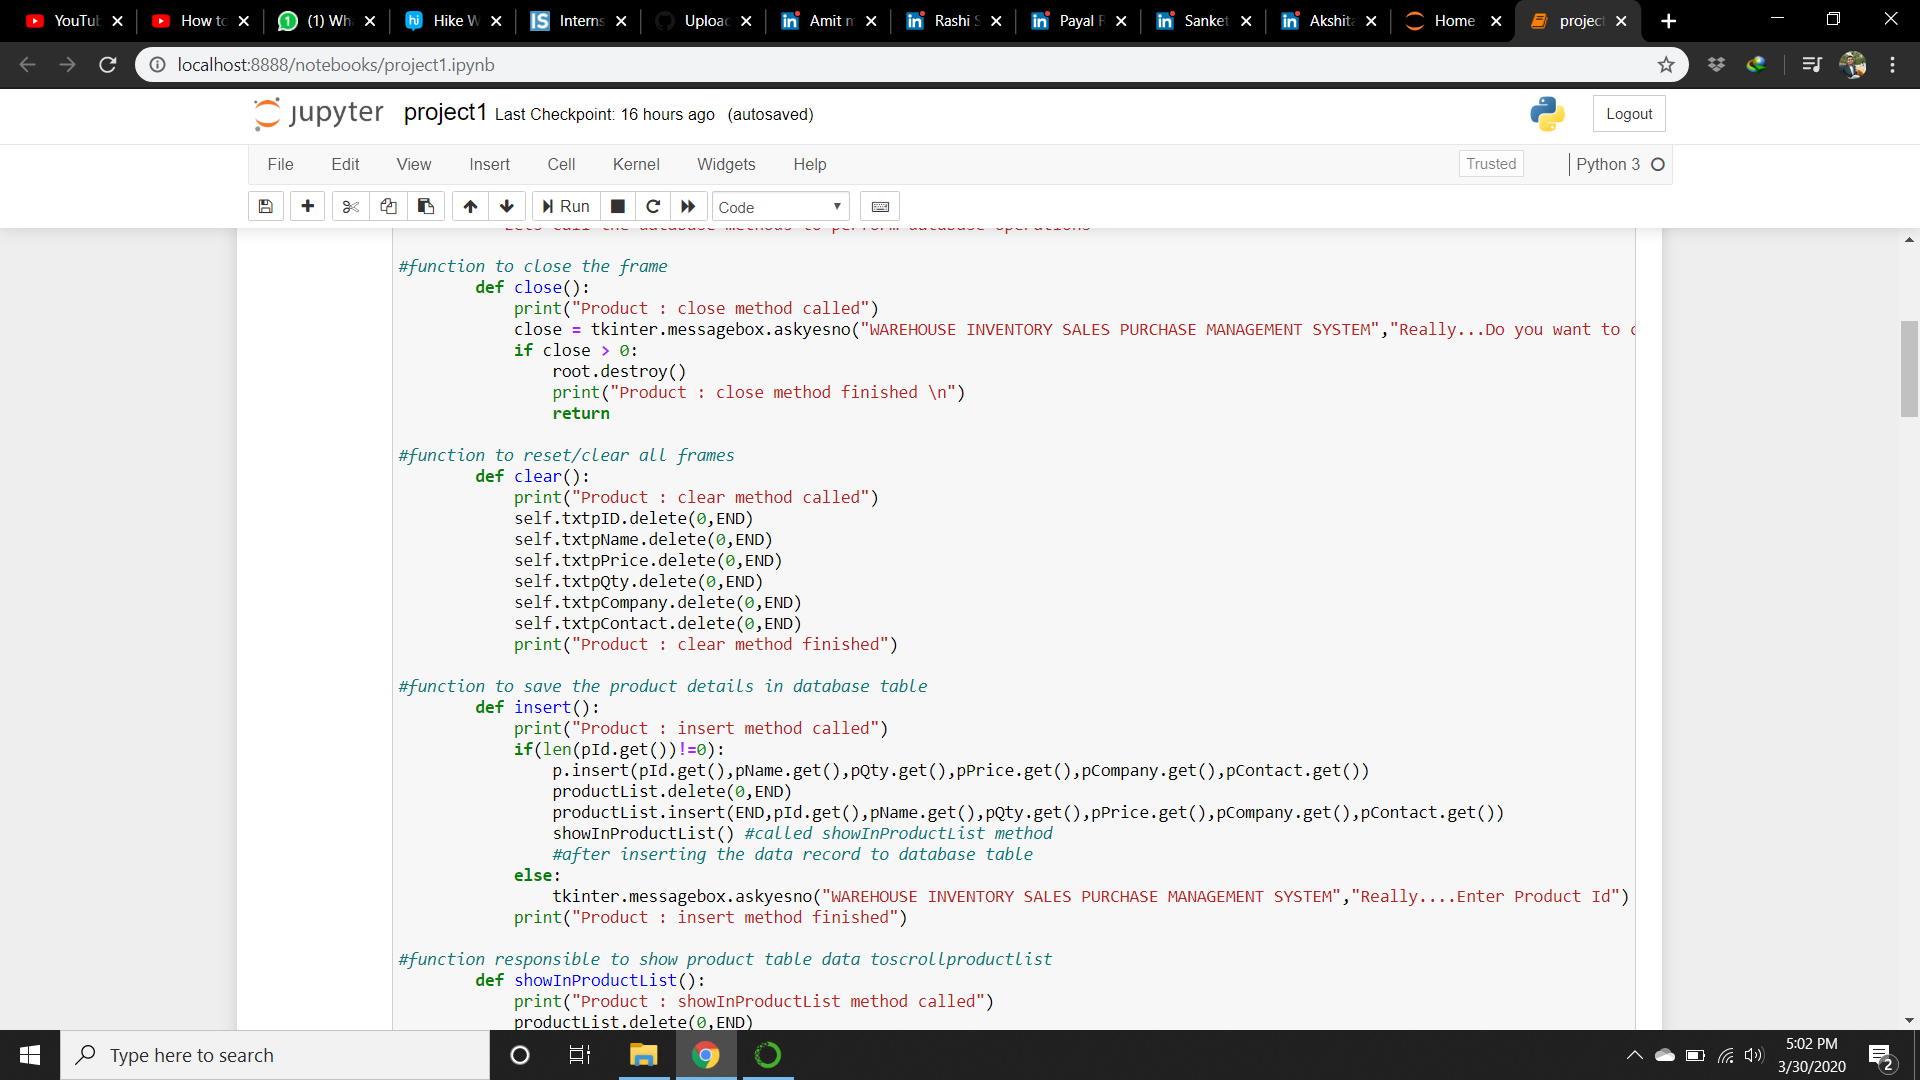 YouTub
How to
(1) Wh
Hike W
Interns
Uploac
Amit m
Rashi S
Payal R
Sanket
Akshita
Home
project
localhost:8888/notebooks/project1.ipynb
jupyter project1 Last Checkpoint: 16 hours ago (autosaved)
Logout
File Edit View Insert Cell Kernel Widgets Help
Trusted Python 3
Run Code
Lets call the database methods to perform database operations
#function to close the frame
def close():
print("Product : close method called")
close = tkinter.messagebox.askyesno("WAREHOUSE INVENTORY SALES PURCHASE MANAGEMENT SYSTEM","Really...Do you want to c
if close > 0:
root.destroy()
print("Product : close method finished \n")
return
#function to reset/clear all frames
def clear():
print("Product : clear method called")
self.txtpID.delete(0,END)
self.txtpName.delete(0,END)
self.txtpPrice.delete(0,END)
self.txtpQty.delete(0,END)
self.txtpCompany.delete(0,END)
self.txtpContact.delete(0,END)
print("Product : clear method finished")
#function to save the product details in database table
def insert():
print("Product : insert method called")
if(len(pId.get())!=0):
p.insert(pId.get(),pName.get(),pQty.get(),pPrice.get(),pCompany.get(),pContact.get())
productList.delete(0,END)
productList.insert(END,pId.get(),pName.get(),pQty.get(),pPrice.get(),pCompany.get(),pContact.get())
showInProductList() #called showInProductList method
#after inserting the data record to database table
else:
tkinter.messagebox.askyesno("WAREHOUSE INVENTORY SALES PURCHASE MANAGEMENT SYSTEM","Really....Enter Product Id")
print("Product : insert method finished")
#function responsible to show product table data toscrollproductlist
def showInProductList():
print("Product : showInProductList method called")
productList.delete(0,END)
Type here to search
5:02 PM
3/30/2020
2